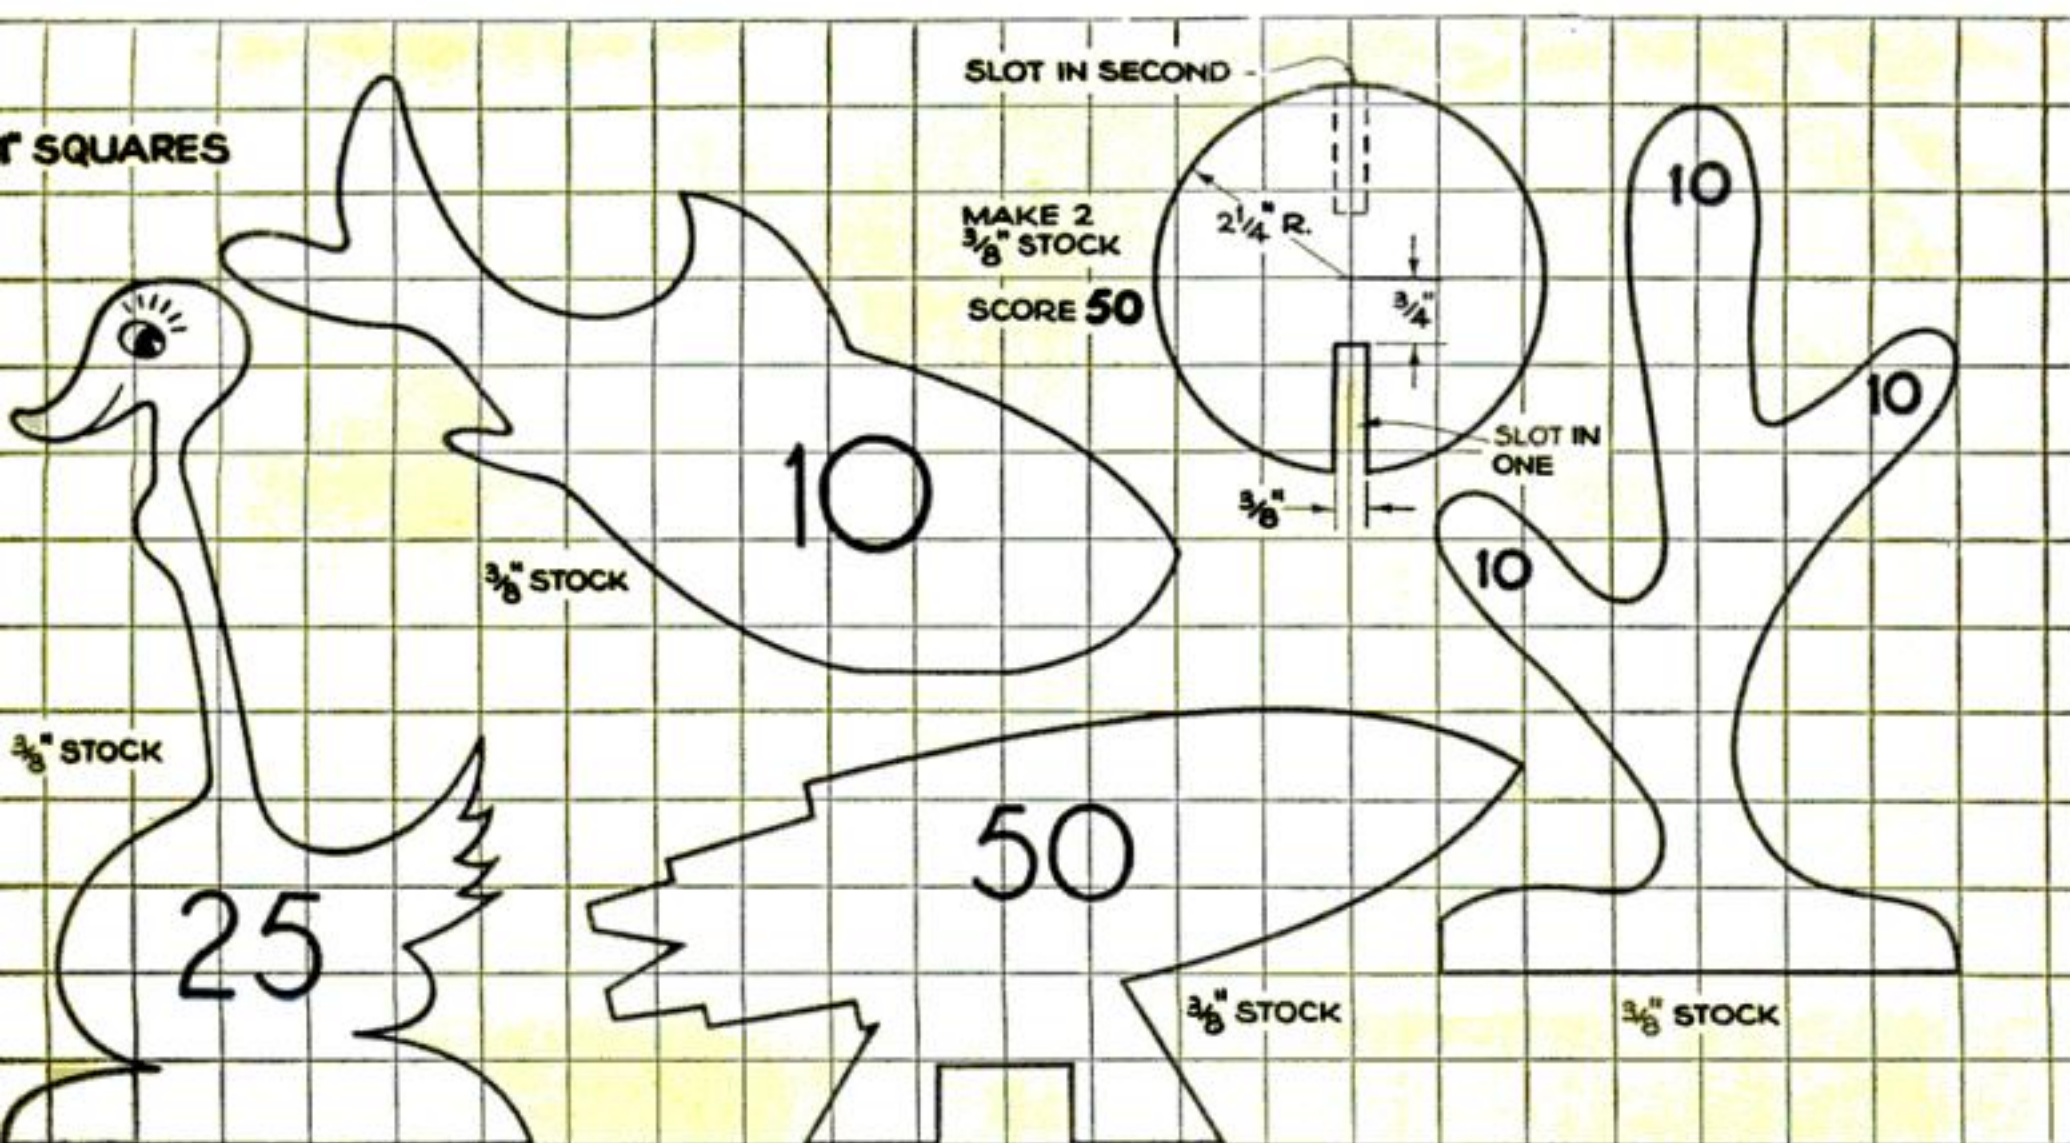 SLOT IN SECOND
1" SQUARES
10
MAKE 2
3/8" STOCK
2 1/4" R.
SCORE 50
3/4"
10
SLOT IN
ONE
10
3/8"
10
3/8" STOCK
3/8" STOCK
50
25
3/8" STOCK
3/8" STOCK